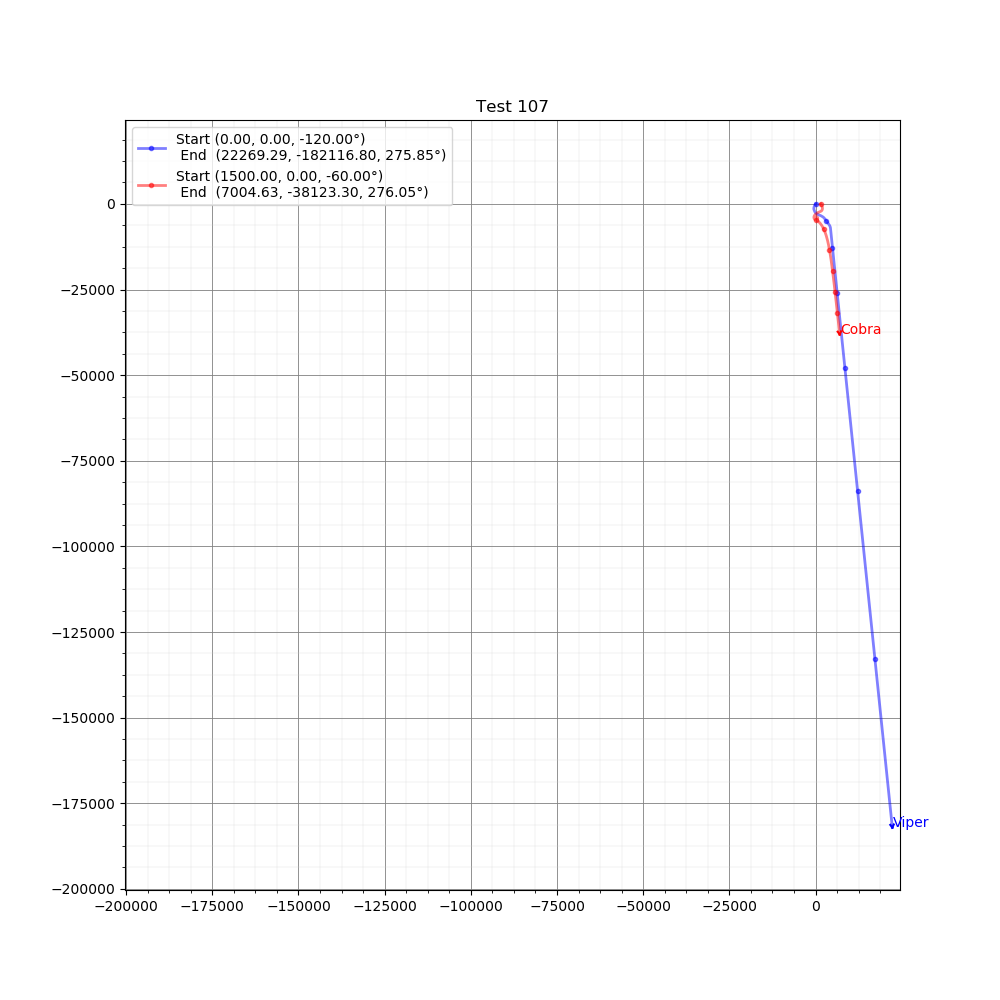 Test 107
Start (0.00, 0.00, -120.00°)
End (22269.29, -182116.80, 275.85°)
Start (1500.00, 0.00, -60.00°)
End (7004.63, -38123.30, 276.05°)
0
−25000
Cobra
−50000
−75000
−100000
−125000
−150000
−175000
Viper
−200000
−200000 −175000 −150000 −125000 −100000 −75000 −50000 −25000 0